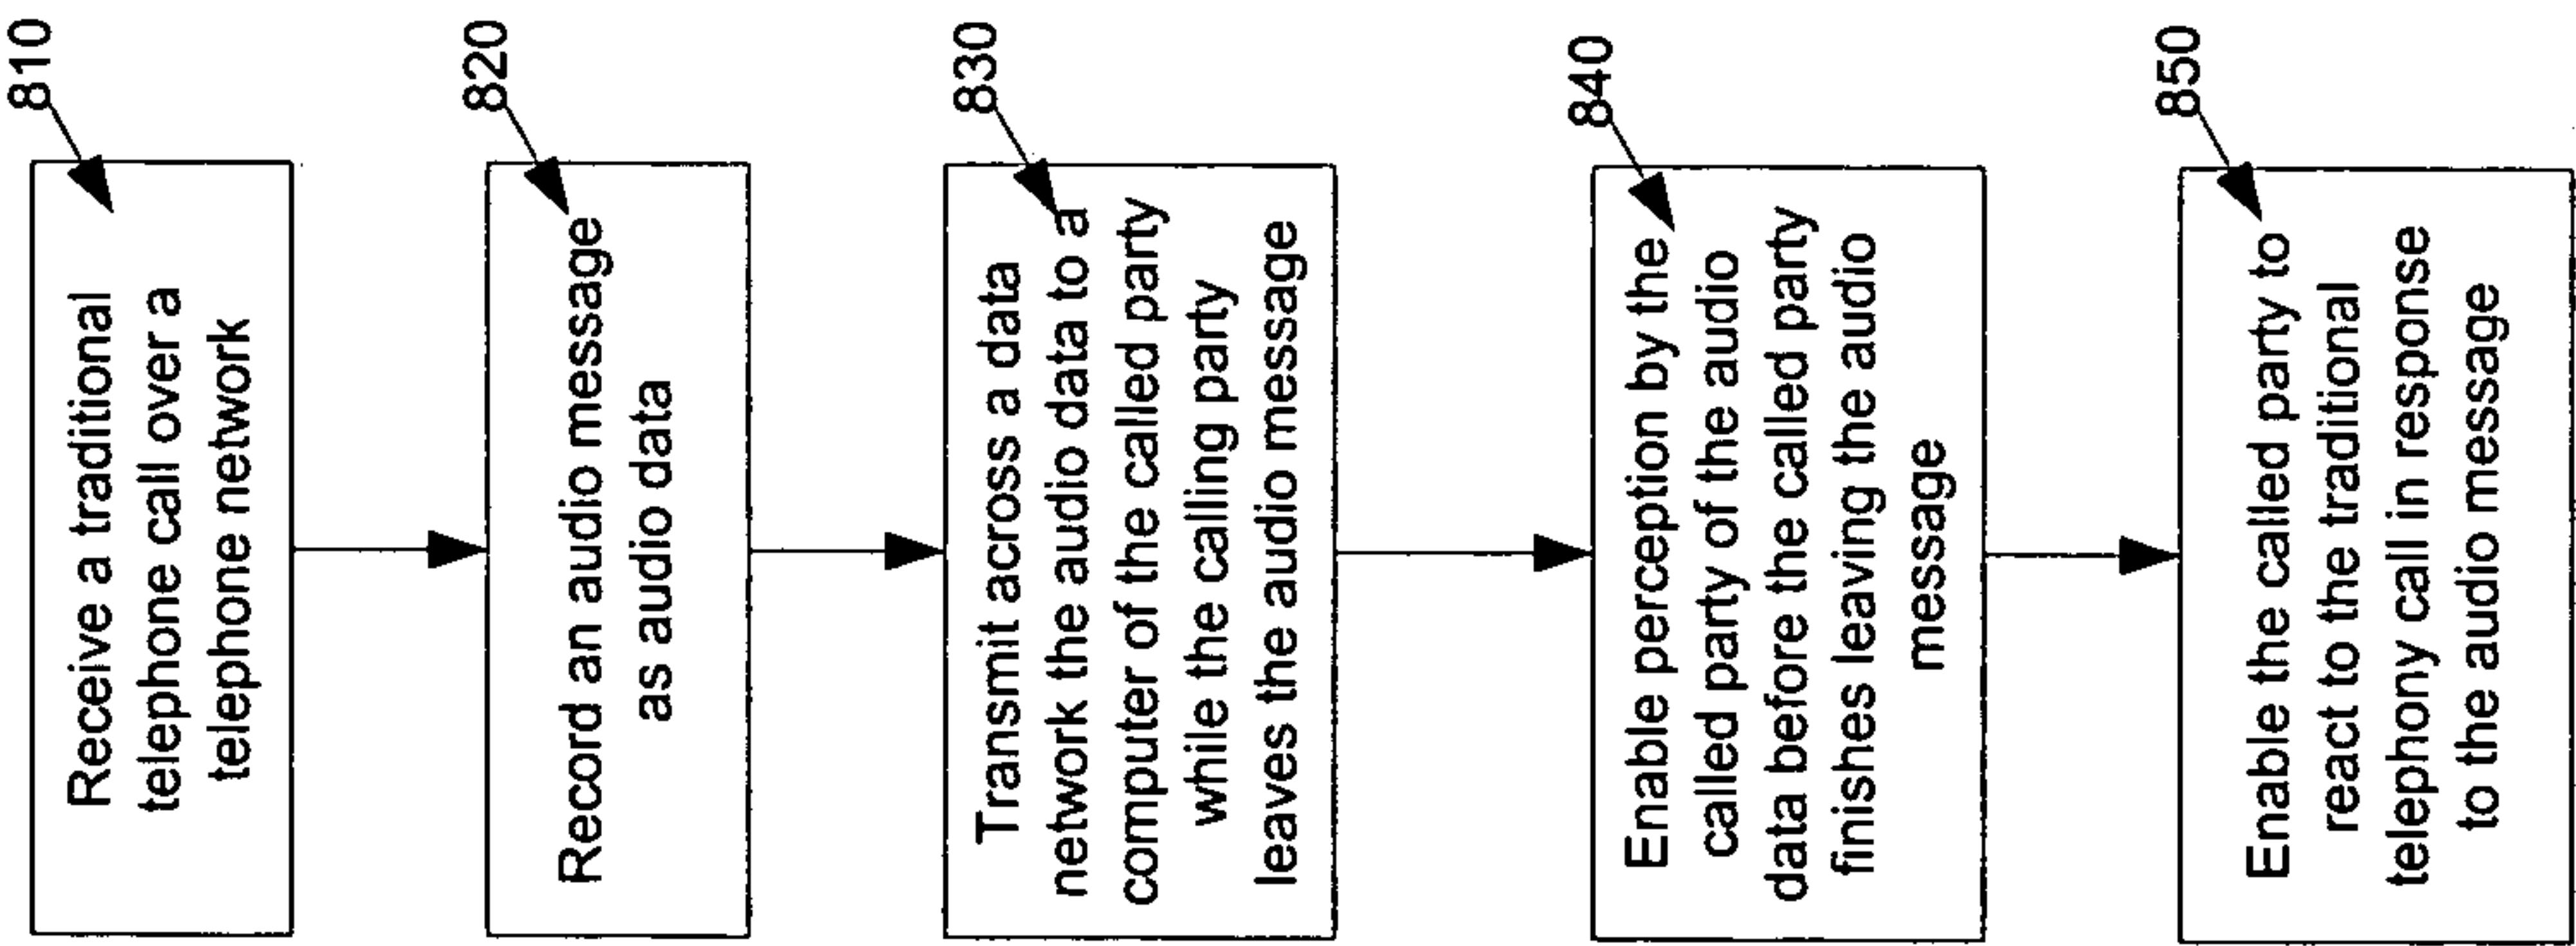 810
Receive a traditional
telephone call over a
telephone network
820
Record an audio message
as audio data
830
Transmit across a data
network the audio data to a
computer of the called party
while the calling party
leaves the audio message
840
Enable perception by the
called party of the audio
data before the called party
finishes leaving the audio
message
850
Enable the called party to
react to the traditional
telephony call in response
to the audio message